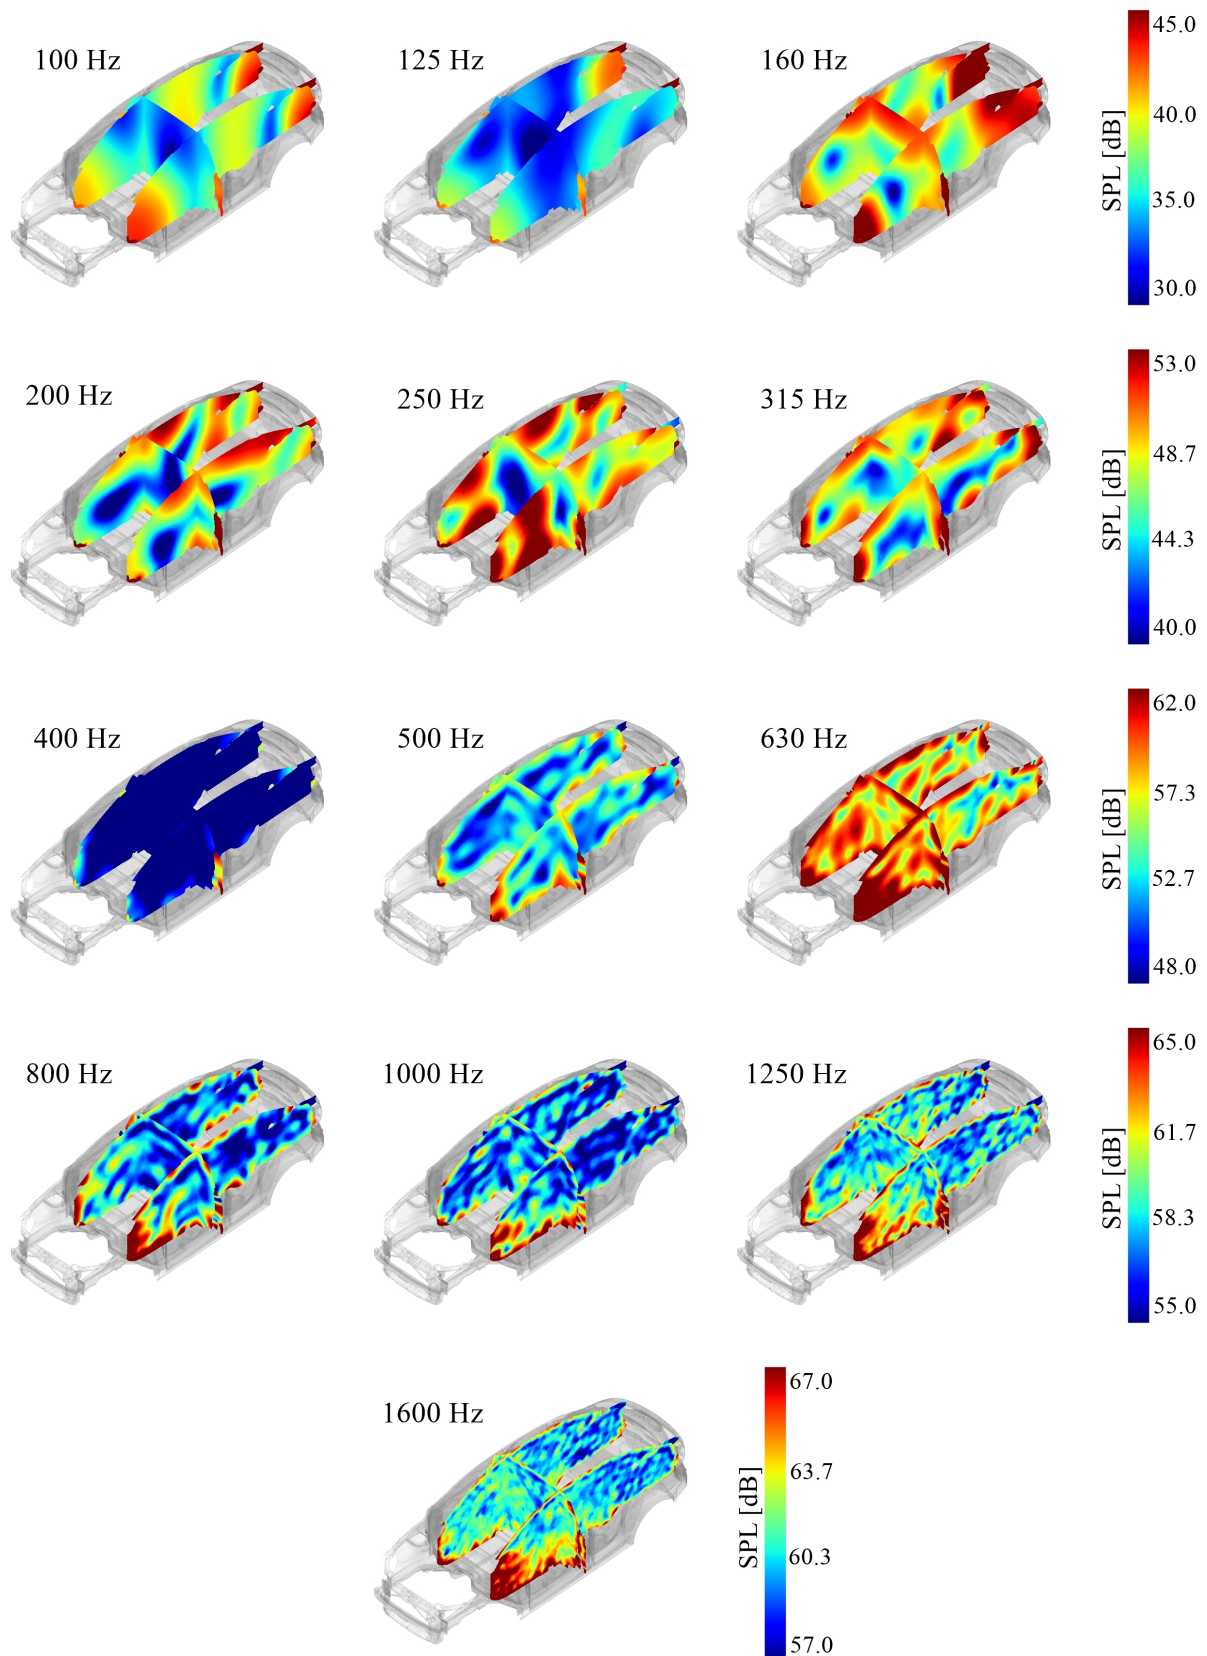 100 Hz
125 Hz
160 Hz
SPL [dB]
45.0
40.0
35.0
30.0
200 Hz
250 Hz
315 Hz
SPL [dB]
53.0
48.7
44.3
40.0
400 Hz
500 Hz
630 Hz
SPL [dB]
62.0
57.3
52.7
48.0
800 Hz
1000 Hz
1250 Hz
SPL [dB]
65.0
61.7
58.3
55.0
1600 Hz
SPL [dB]
67.0
63.7
60.3
57.0